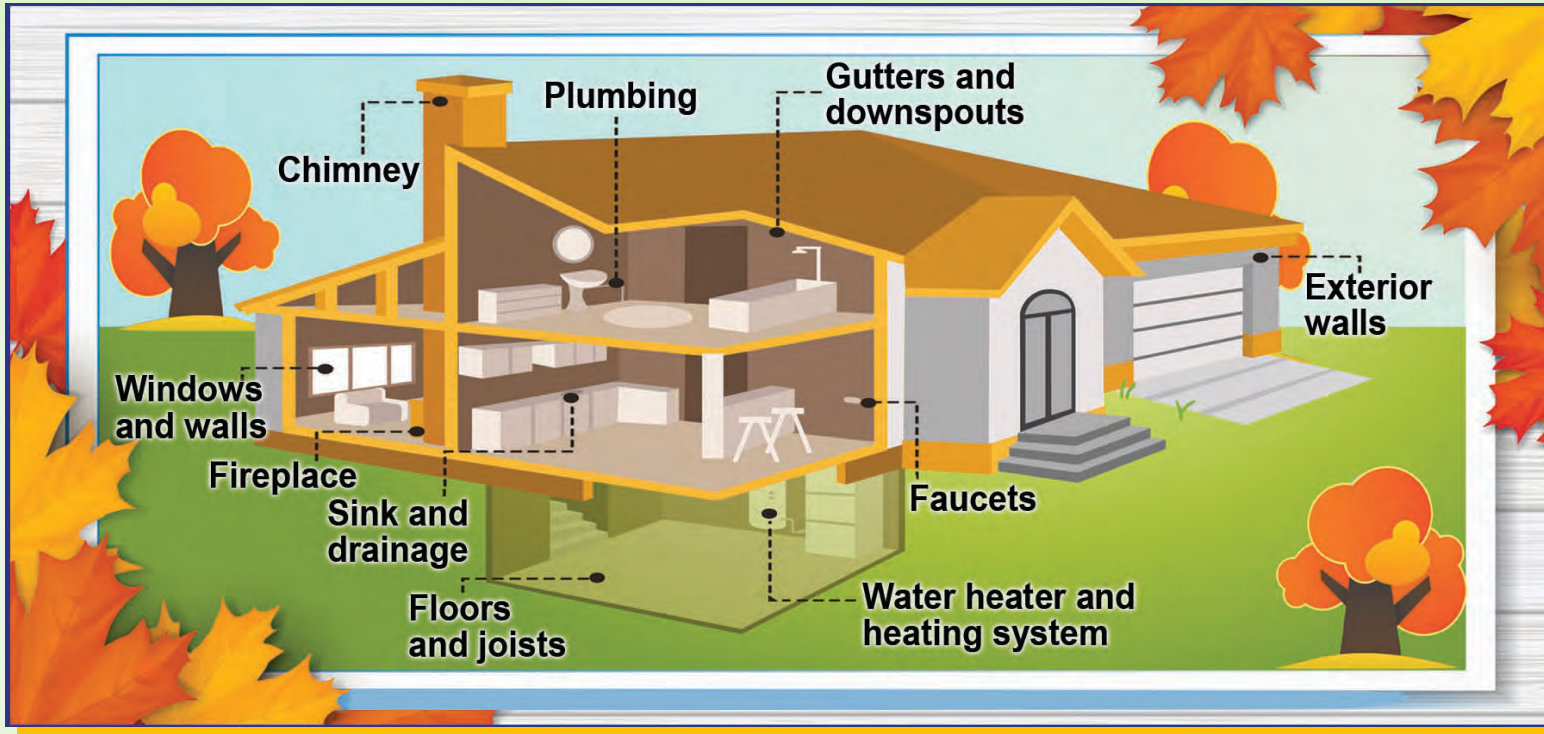 Plumbing
Gutters and
downspouts
Chimney
Exterior
walls
Windows
and walls
Fireplace
Sink and
drainage
Faucets
Floors
and joists
Water heater and
heating system